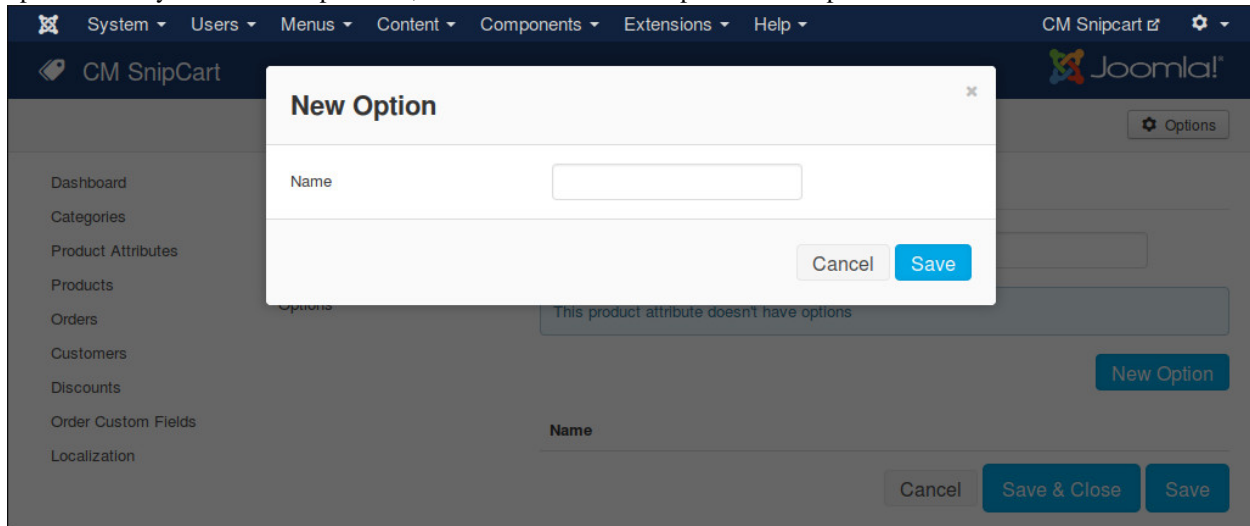 System Users Menus Content Components Extensions Help CM Snipcart
CM SnipCart Joomla!
New Option ×
Options
Name
Dashboard
Categories
Product Attributes
Products
Orders
Customers
Discounts
Order Custom Fields
Localization
Cancel Save
Options This product attribute doesn't have options
New Option
Name
Cancel Save & Close Save